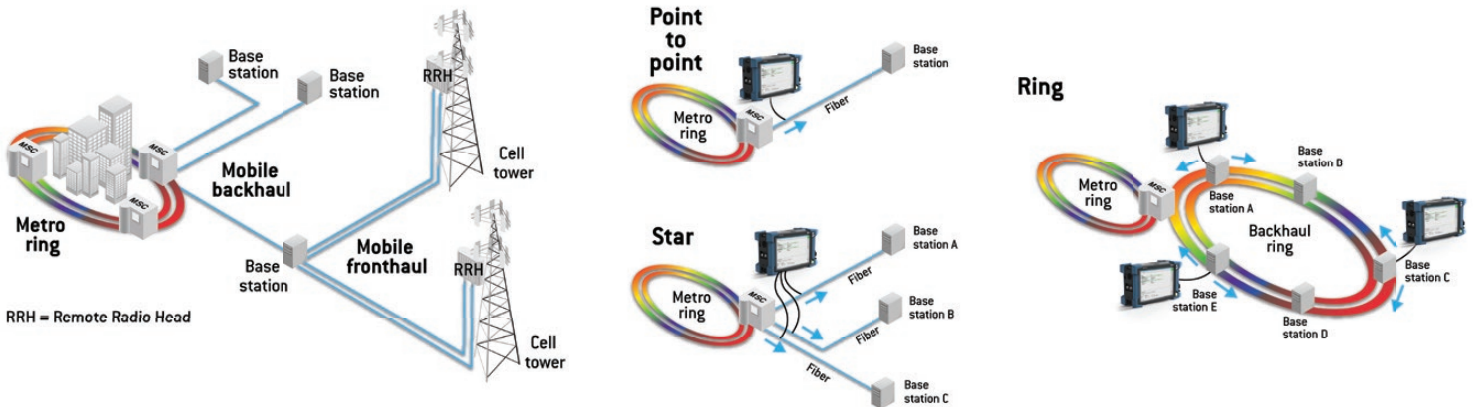 Base
station
Base
station
RRH
MSC
MSC
MSC
Mobile
backhaul
Cell
tower
Metro
ring
Base
station
Mobile
fronthaul
RRH
RRH = Remote Radio Head
Cell
tower
Point
to
point
Base
station
Fiber
Metro
ring
MSC
Star
Base
station A
Fiber
Metro
ring
MSC
Base
station B
Fiber
Fiber
Base
station C
Ring
Metro
ring
MSC
Base
station A
Base
station B
Backhaul
ring
Base
station C
Base
station E
Base
station D